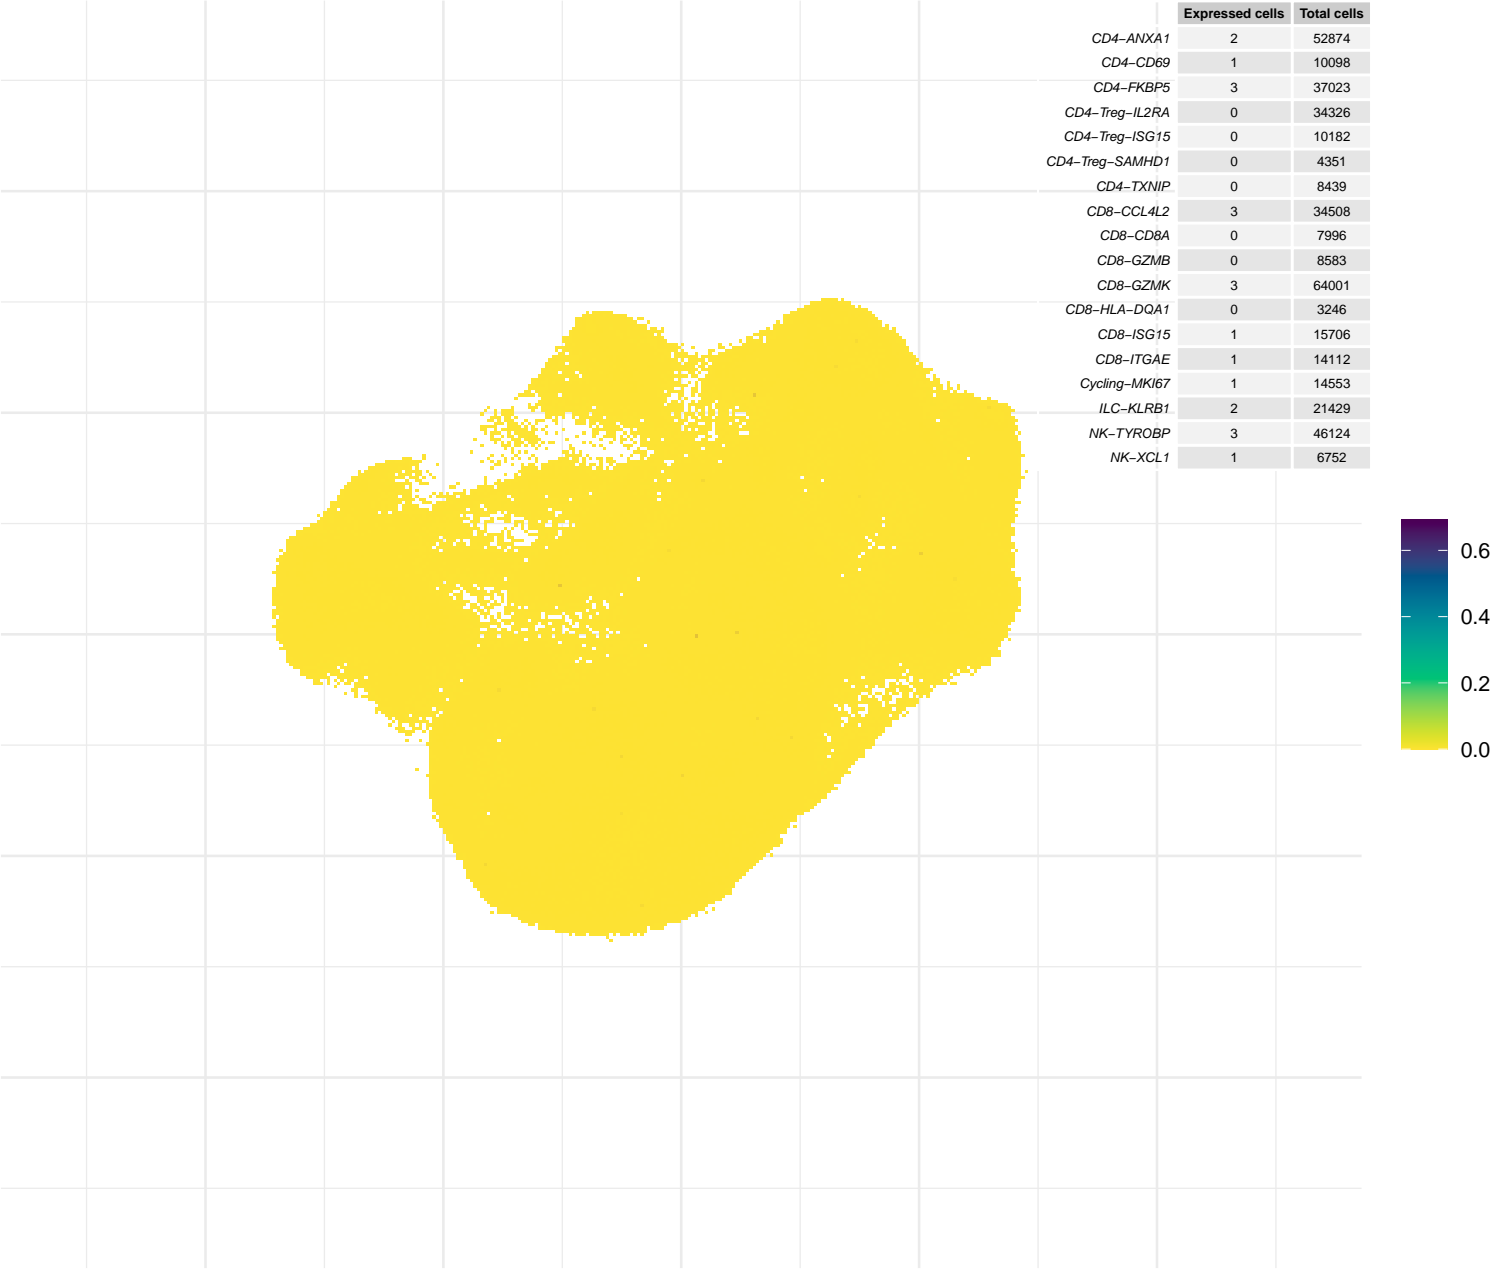 Expressed cells Total cells
CD4−ANXA1 2 52874
CD4−CD69 1 10098
CD4−FKBP5 3 37023
CD4−Treg−IL2RA 0 34326
CD4−Treg−ISG15 0 10182
CD4−Treg−SAMHD1 0 4351
CD4−TXNIP 0 8439
CD8−CCL4L2 3 34508
CD8−CD8A 0 7996
CD8−GZMB 0 8583
CD8−GZMK 3 64001
CD8−HLA−DQA1 0 3246
CD8−ISG15 1 15706
CD8−ITGAE 1 14112
Cycling−MKI67 1 14553
ILC−KLRB1 2 21429
NK−TYROBP 3 46124
NK−XCL1 1 6752
0.6
0.4
0.2
0.0